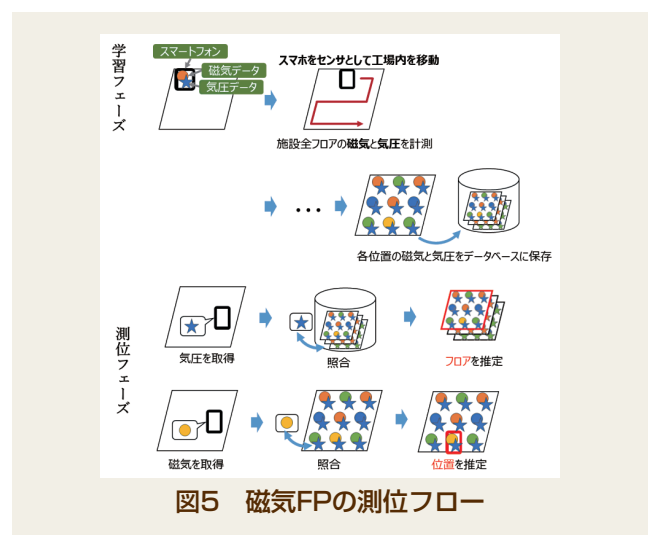 学習フェーズ
スマートフォン
磁気データ
気圧データ
スマホをセンサとして工場内を移動
施設全フロアの磁気と気圧を計測
...
各位置の磁気と気圧をデータベースに保存
測位フェーズ
気圧を取得
照合
フロアを推定
磁気を取得
照合
位置を推定
図5 磁気FPの測位フロー